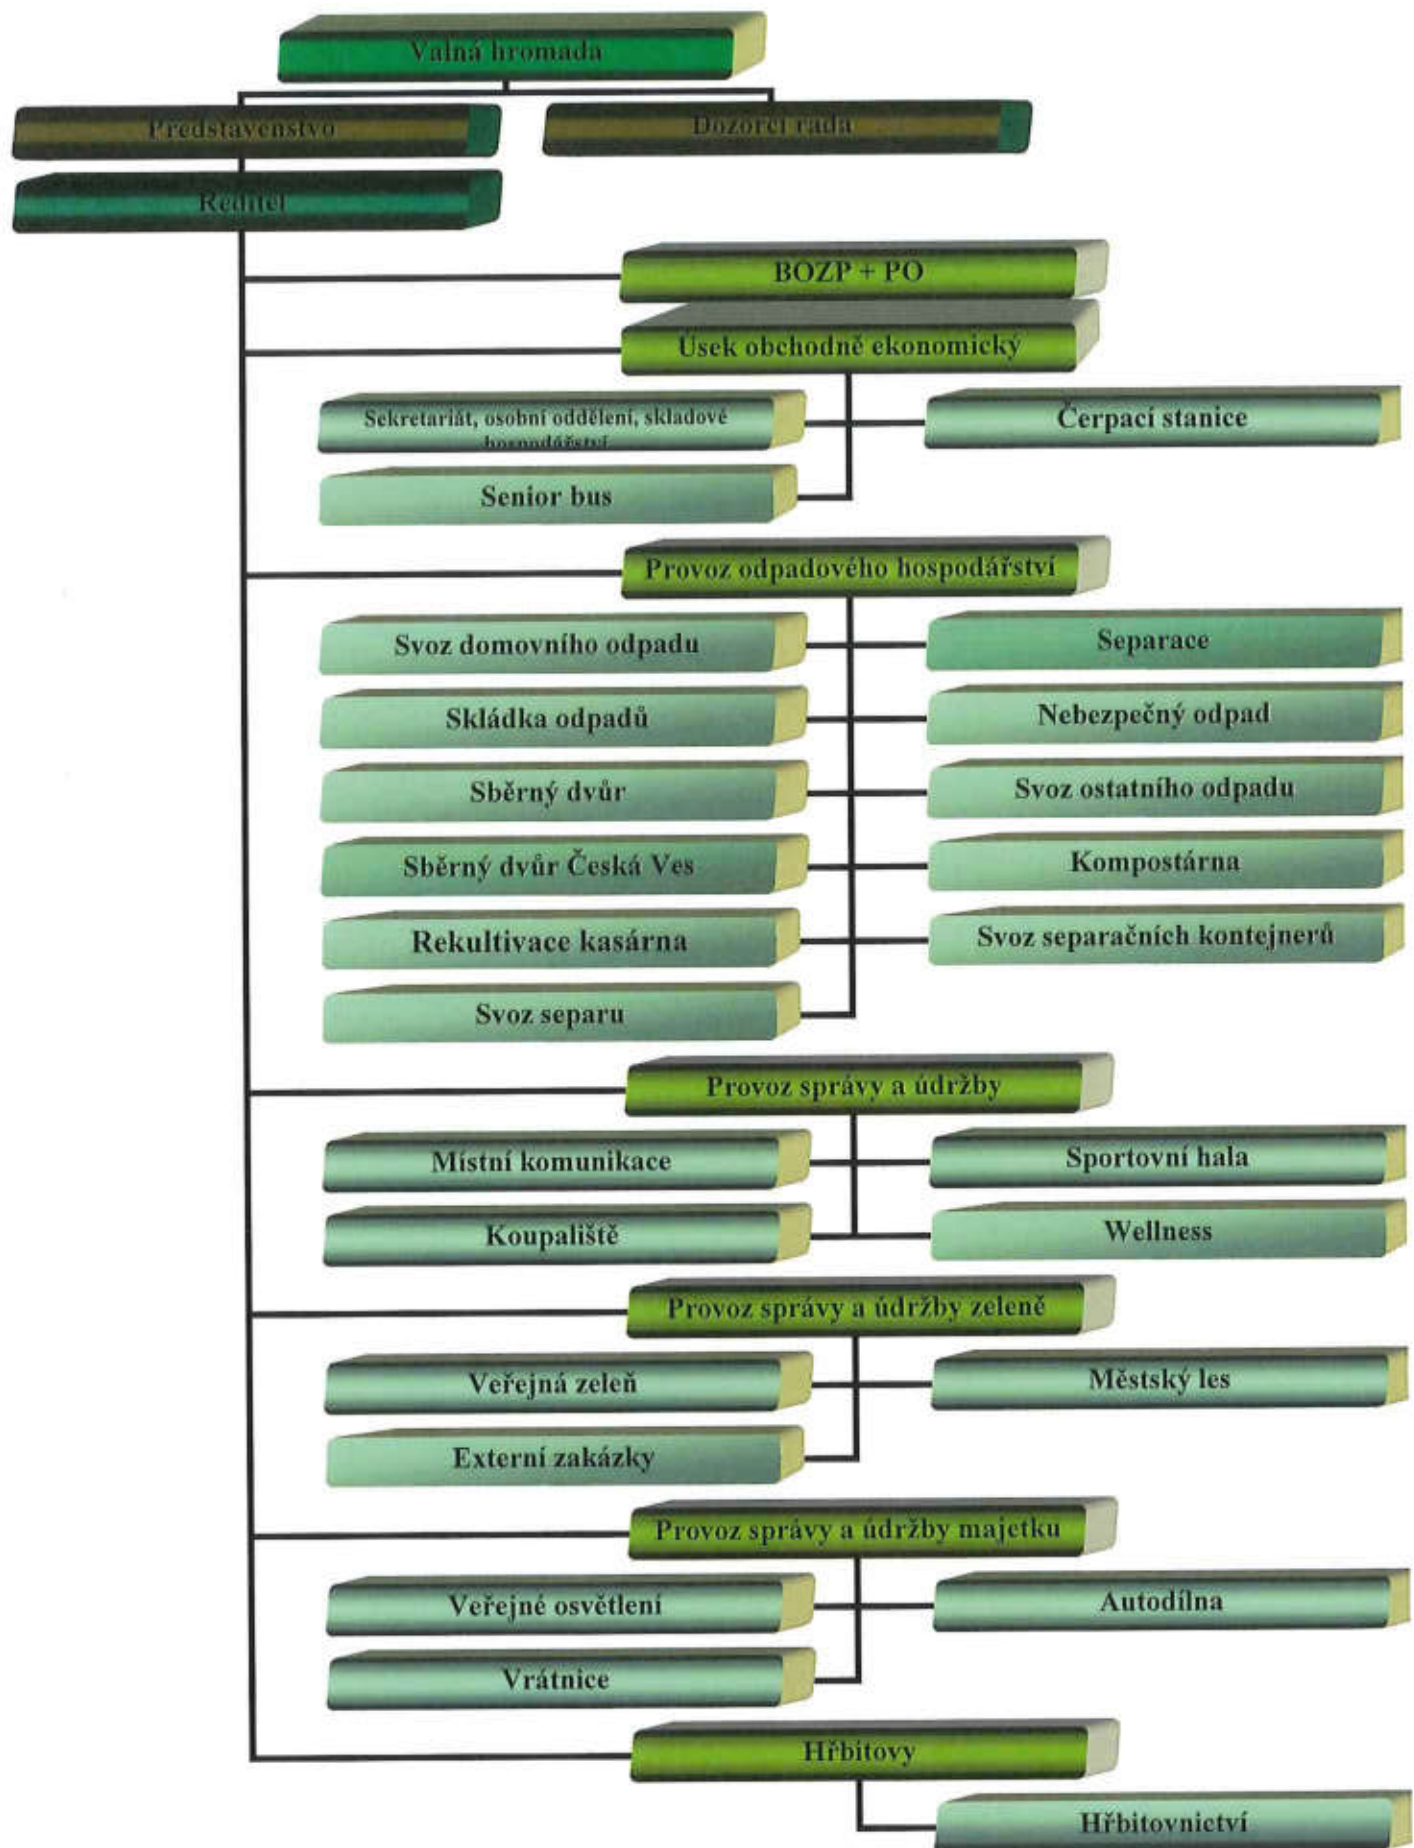 Valná hromada
Představenstvo
Dozorčí rada
Ředitel
BOZP + PO
Úsek obchodně ekonomický
Sekretariát, osobní oddělení, skladové
hospodářství
Čerpací stanice
Senior bus
Provoz odpadového hospodářství
Svoz domovního odpadu
Separace
Skládka odpadů
Nebezpečný odpad
Sběrný dvůr
Svoz ostatního odpadu
Sběrný dvůr Česká Ves
Kompostárna
Rekultivace kasárna
Svoz separačních kontejnerů
Svoz separu
Provoz správy a údržby
Místní komunikace
Sportovní hala
Koupaliště
Wellness
Provoz správy a údržby zeleně
Veřejná zeleň
Městský les
Externí zakázky
Provoz správy a údržby majetku
Veřejné osvětlení
Autodílna
Vrátnice
Hřbitovy
Hřbitovnictví